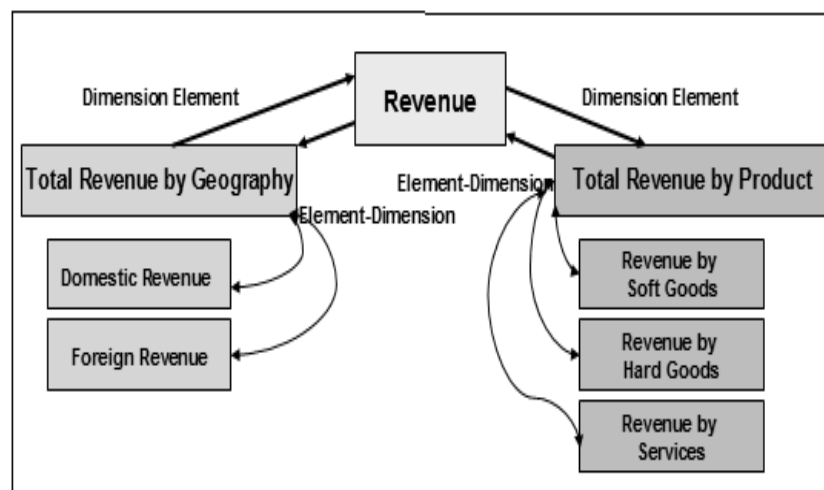 Revenue
Dimension Element
Dimension Element
Total Revenue by Geography
Element-Dimension
Total Revenue by Product
Element-Dimension
Domestic Revenue
Foreign Revenue
Revenue by
Soft Goods
Revenue by
Hard Goods
Revenue by
Services